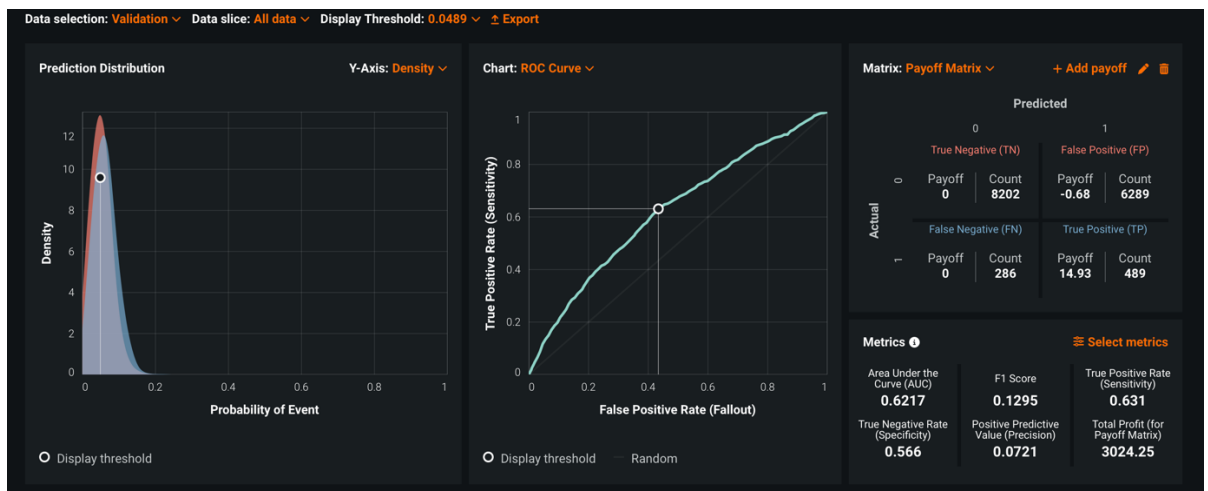 Data selection: Validation Data slice: All data Display Threshold: 0.0489 Export
Prediction Distribution
Y-Axis: Density
12
10
8
6
4
2
0
Density
0 0.2 0.4 0.6 0.8 1
Probability of Event
Display threshold
Chart: ROC Curve
1
0.8
0.6
0.4
0.2
0
True Positive Rate (Sensitivity)
0 0.2 0.4 0.6 0.8 1
False Positive Rate (Fallout)
Display threshold Random
Matrix: Payoff Matrix + Add payoff
Predicted
0 1
Actual
0
True Negative (TN) False Positive (FP)
Payoff Count Payoff Count
0 8202 -0.68 6289
1
False Negative (FN) True Positive (TP)
Payoff Count Payoff Count
0 286 14.93 489
Metrics Select metrics
Area Under the
Curve (AUC)
0.6217
F1 Score
0.1295
True Positive Rate
(Sensitivity)
0.631
True Negative Rate
(Specificity)
0.566
Positive Predictive
Value (Precision)
0.0721
Total Profit (for
Payoff Matrix)
3024.25